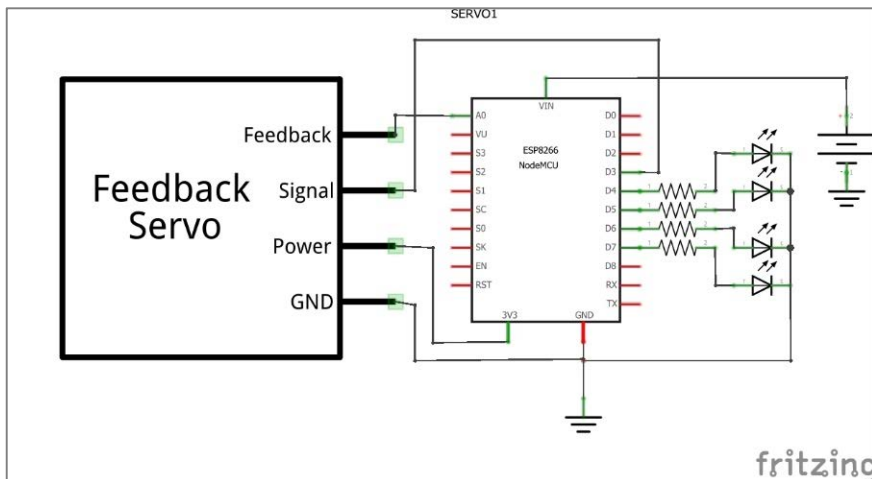 SERVO1
Feedback
Signal
Power
GND
Feedback
Servo
VIN
A0
VU
S3
S2
S1
SC
S0
SK
EN
RST
ESP8266
NodeMCU
D0
D1
D2
D3
D4
D5
D6
D7
D8
RX
TX
3V3
GND
fritzing